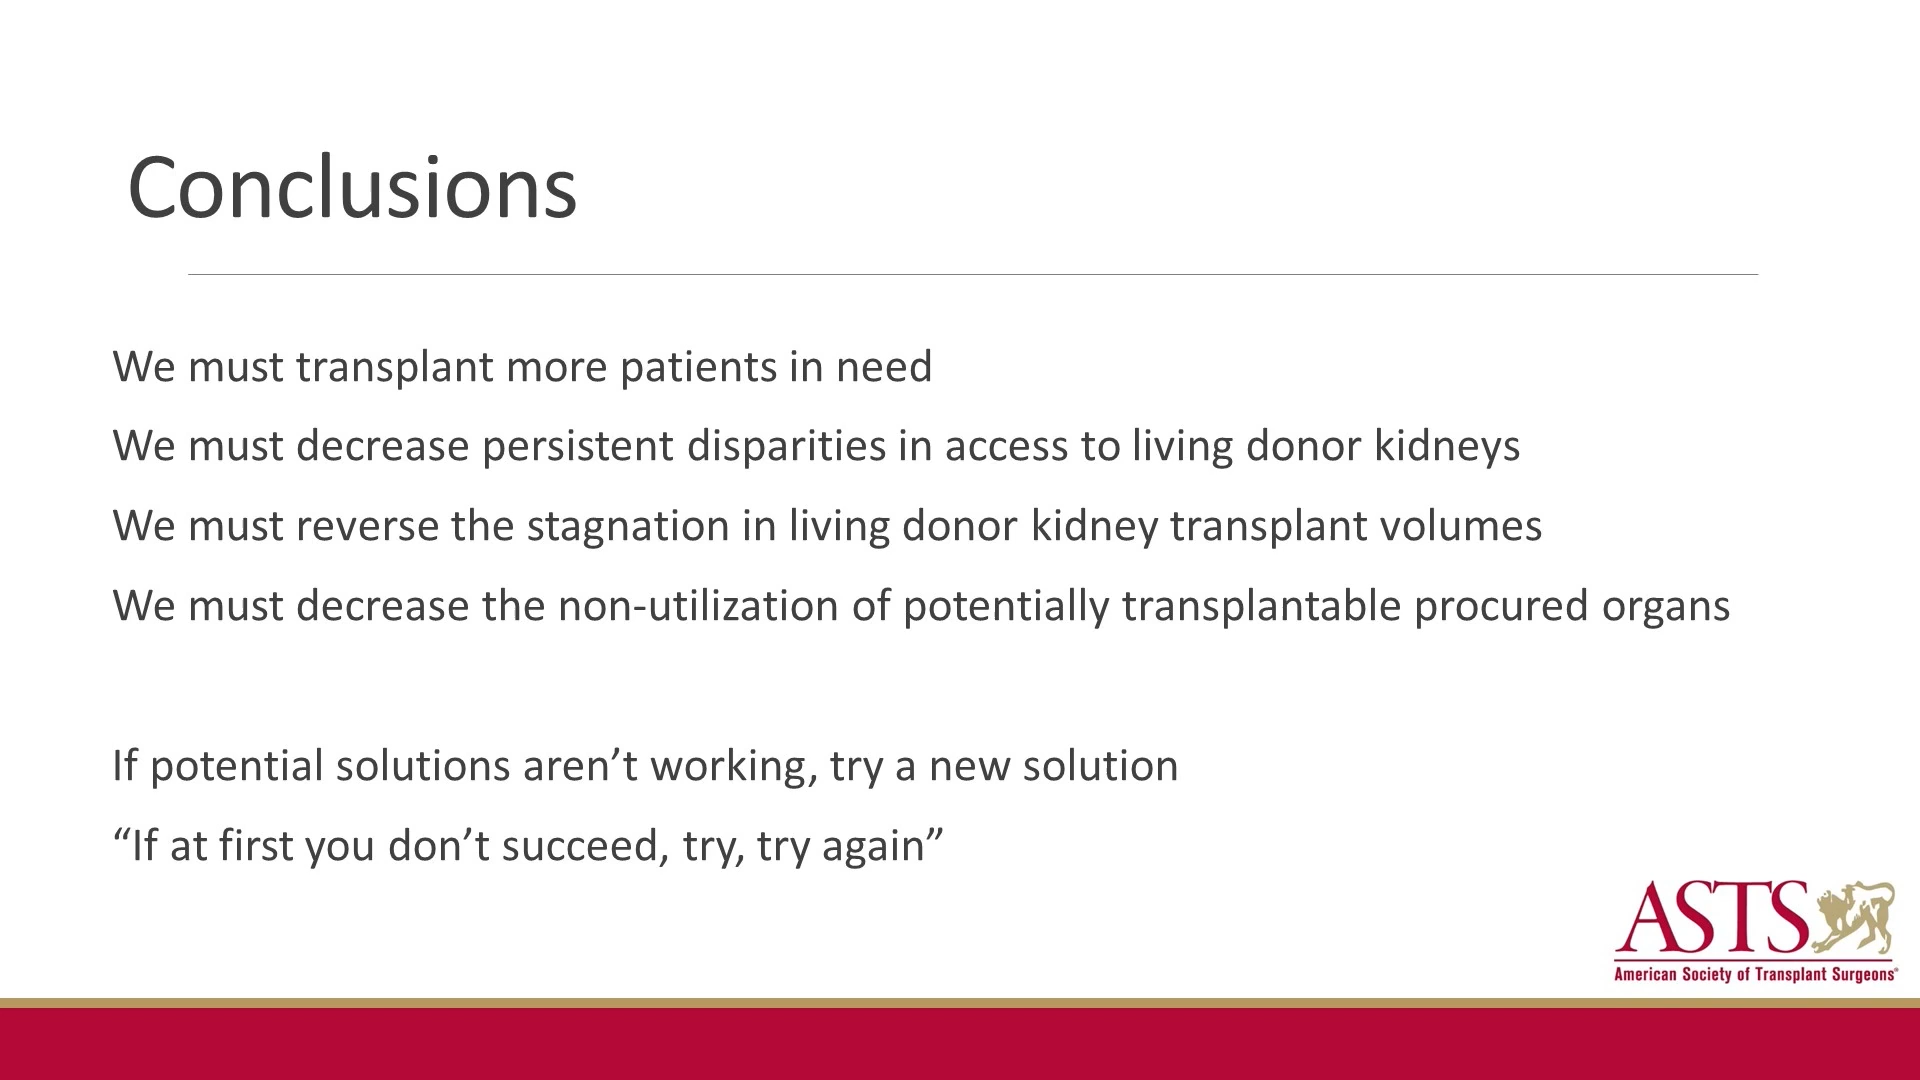 Conclusions
We must transplant more patients in need
We must decrease persistent disparities in access to living donor kidneys
We must reverse the stagnation in living donor kidney transplant volumes
We must decrease the non-utilization of potentially transplantable procured organs
If potential solutions aren’t working, try a new solution
“If at first you don’t succeed, try, try again”
ASTS
American Society of Transplant Surgeons®